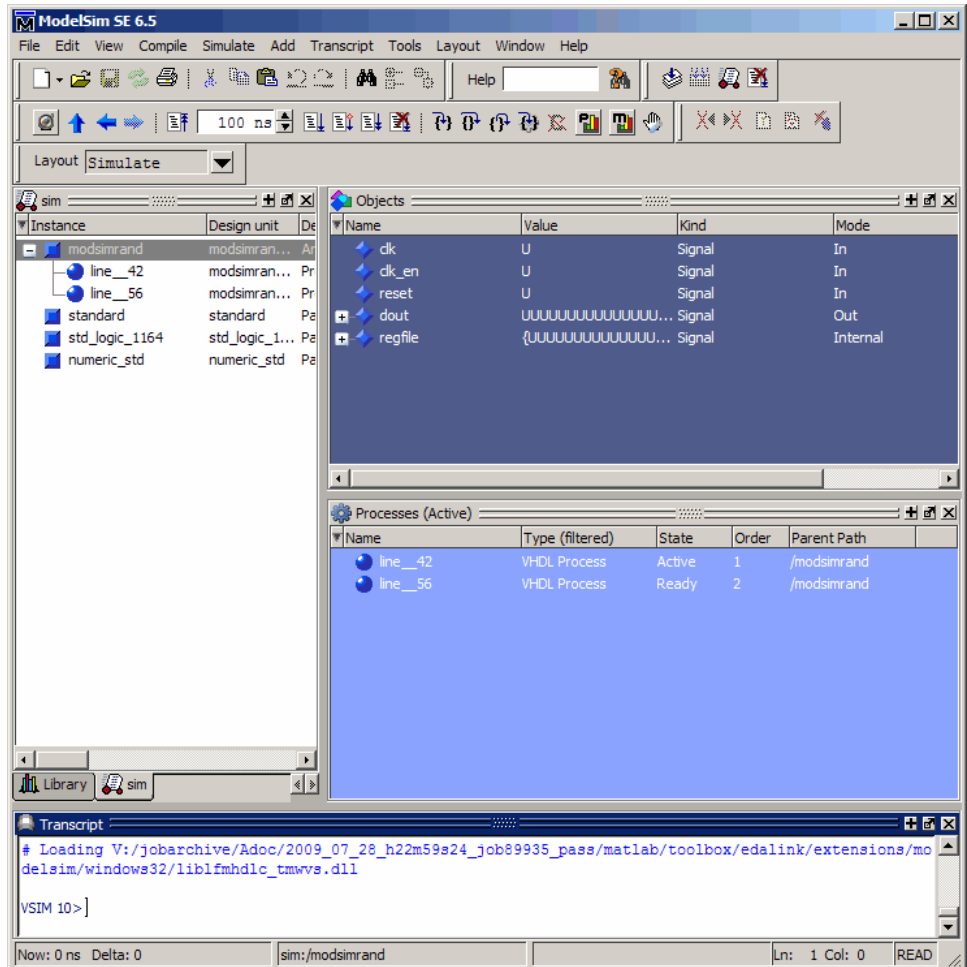 ModelSim SE 6.5
File Edit View Compile Simulate Add Transcript Tools Layout Window Help
Help
100 ns
Layout Simulate
sim
Instance Design unit De
modsimrand modsimran... Ar
line__42 modsimran... Pr
line__56 modsimran... Pr
standard standard Pa
std_logic_1164 std_logic_1... Pa
numeric_std numeric_std Pa
Library sim
Objects
Name Value Kind Mode
clk U Signal In
clk_en U Signal In
reset U Signal In
dout UUUUUUUUUUUUUUU... Signal Out
regfile {UUUUUUUUUUUUUU... Signal Internal
Processes (Active)
Name Type (filtered) State Order Parent Path
line__42 VHDL Process Active 1 /modsimrand
line__56 VHDL Process Ready 2 /modsimrand
Transcript
# Loading V:/jobarchive/Adoc/2009_07_28_h22m59s24_job89935_pass/matlab/toolbox/edalink/extensions/mo
delsim/windows32/liblfmhdlc_tmwvs.dll
VSIM 10>
Now: 0 ns Delta: 0 sim:/modsimrand Ln: 1 Col: 0 READ